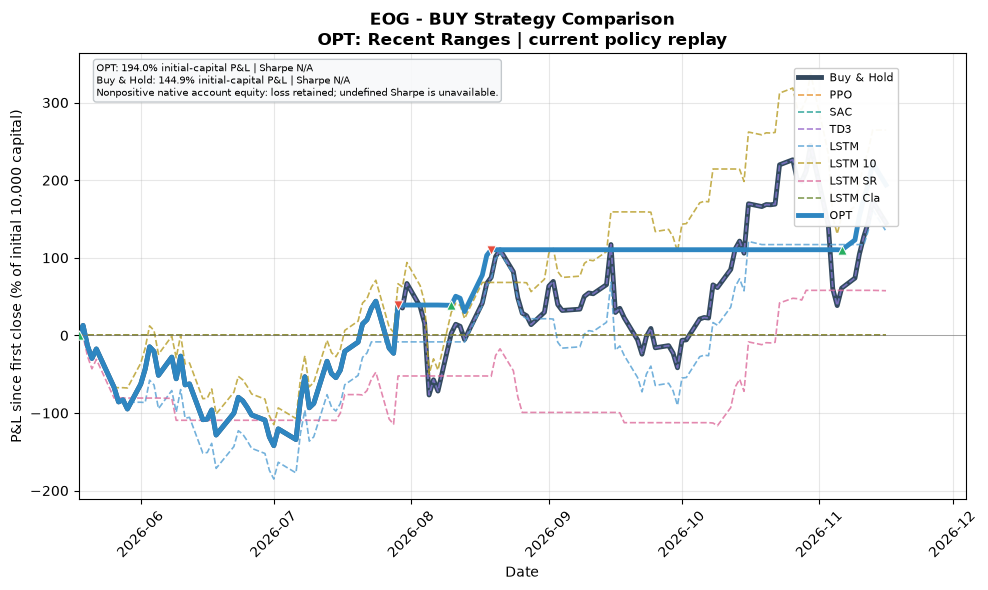 EOG - BUY Strategy Comparison
OPT: Recent Ranges | current policy replay
OPT: 194.0% initial-capital P&L | Sharpe N/A
Buy & Hold: 144.9% initial-capital P&L | Sharpe N/A
Nonpositive native account equity: loss retained; undefined Sharpe is unavailable.
Buy & Hold
PPO
SAC
TD3
LSTM
LSTM 10
LSTM SR
LSTM Cla
OPT
P&L since first close (% of initial 10,000 capital)
300
200
100
0
−100
−200
2026-06
2026-07
2026-08
2026-09
2026-10
2026-11
2026-12
Date